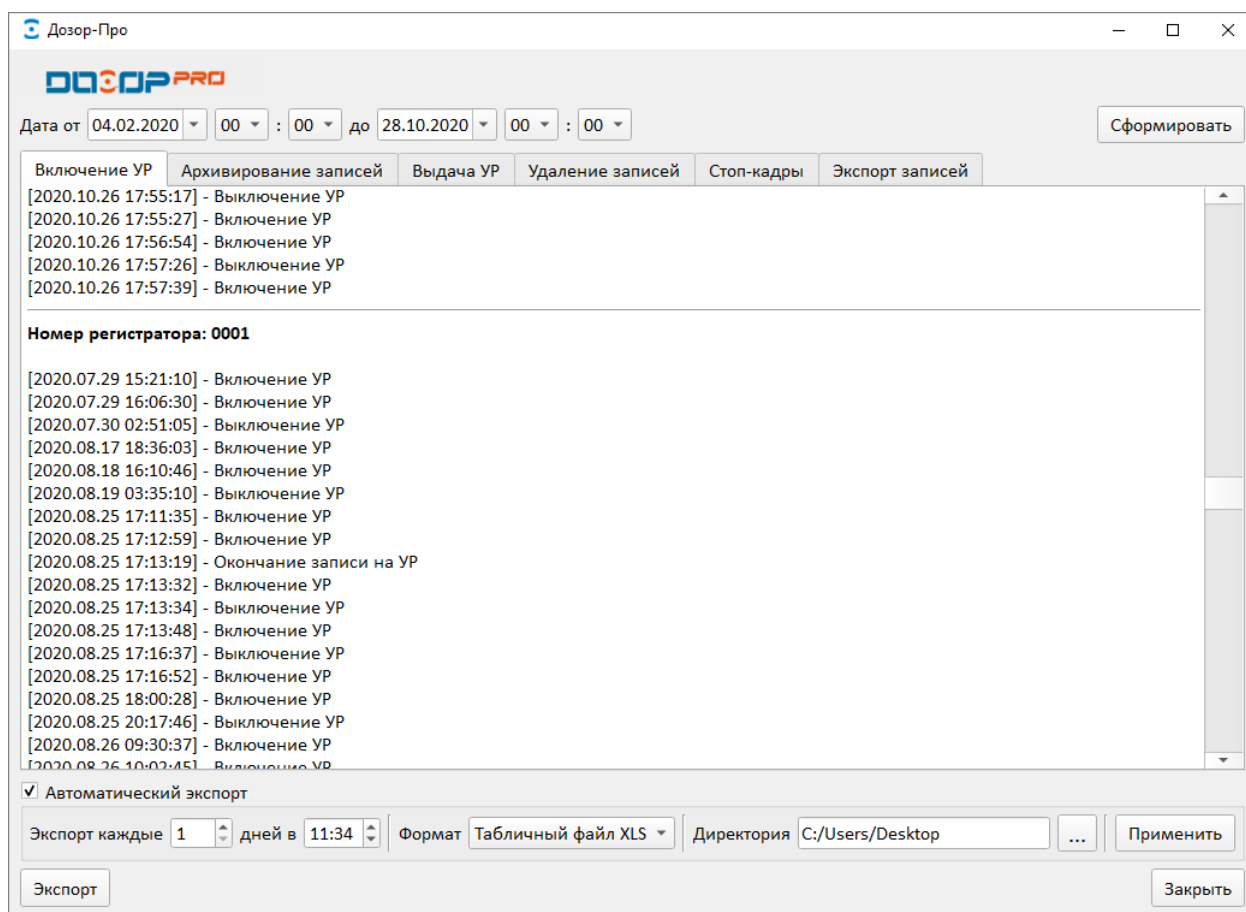 Дозор-Про
ДОЗОР PRO
Дата от 04.02.2020 00 : 00 до 28.10.2020 00 : 00 Сформировать
Включение УР Архивирование записей Выдача УР Удаление записей Стоп-кадры Экспорт записей
[2020.10.26 17:55:17] - Выключение УР
[2020.10.26 17:55:27] - Включение УР
[2020.10.26 17:56:54] - Включение УР
[2020.10.26 17:57:26] - Выключение УР
[2020.10.26 17:57:39] - Включение УР
Номер регистратора: 0001
[2020.07.29 15:21:10] - Включение УР
[2020.07.29 16:06:30] - Включение УР
[2020.07.30 02:51:05] - Выключение УР
[2020.08.17 18:36:03] - Включение УР
[2020.08.18 16:10:46] - Включение УР
[2020.08.19 03:35:10] - Выключение УР
[2020.08.25 17:11:35] - Включение УР
[2020.08.25 17:12:59] - Включение УР
[2020.08.25 17:13:19] - Окончание записи на УР
[2020.08.25 17:13:32] - Включение УР
[2020.08.25 17:13:34] - Выключение УР
[2020.08.25 17:13:48] - Включение УР
[2020.08.25 17:16:37] - Выключение УР
[2020.08.25 17:16:52] - Включение УР
[2020.08.25 18:00:28] - Включение УР
[2020.08.25 20:17:46] - Выключение УР
[2020.08.26 09:30:37] - Включение УР
[2020.08.26 10:02:45] - Включение УР
Автоматический экспорт
Экспорт каждые 1 дней в 11:34 Формат Табличный файл XLS Директория C:/Users/Desktop ... Применить
Экспорт Закрыть